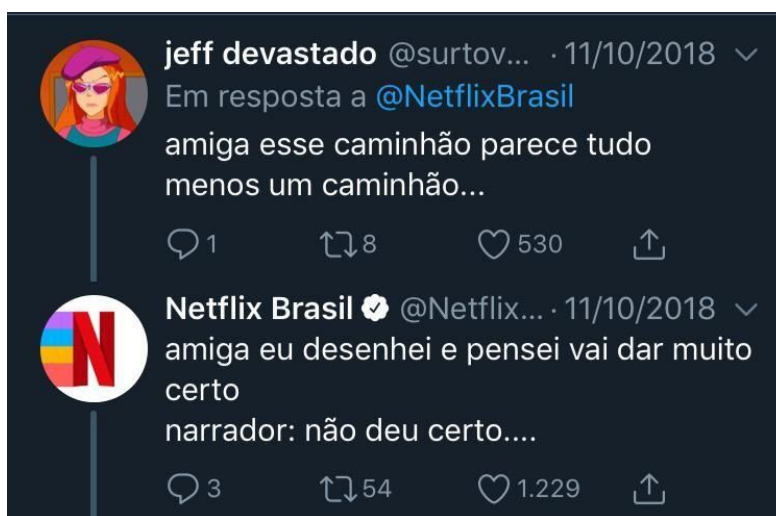 jeff devastado @surtov... · 11/10/2018
Em resposta a @NetflixBrasil
amiga esse caminhão parece tudo
menos um caminhão...
1 8 530
Netflix Brasil @Netflix... · 11/10/2018
amiga eu desenhei e pensei vai dar muito
certo
narrador: não deu certo....
3 54 1.229